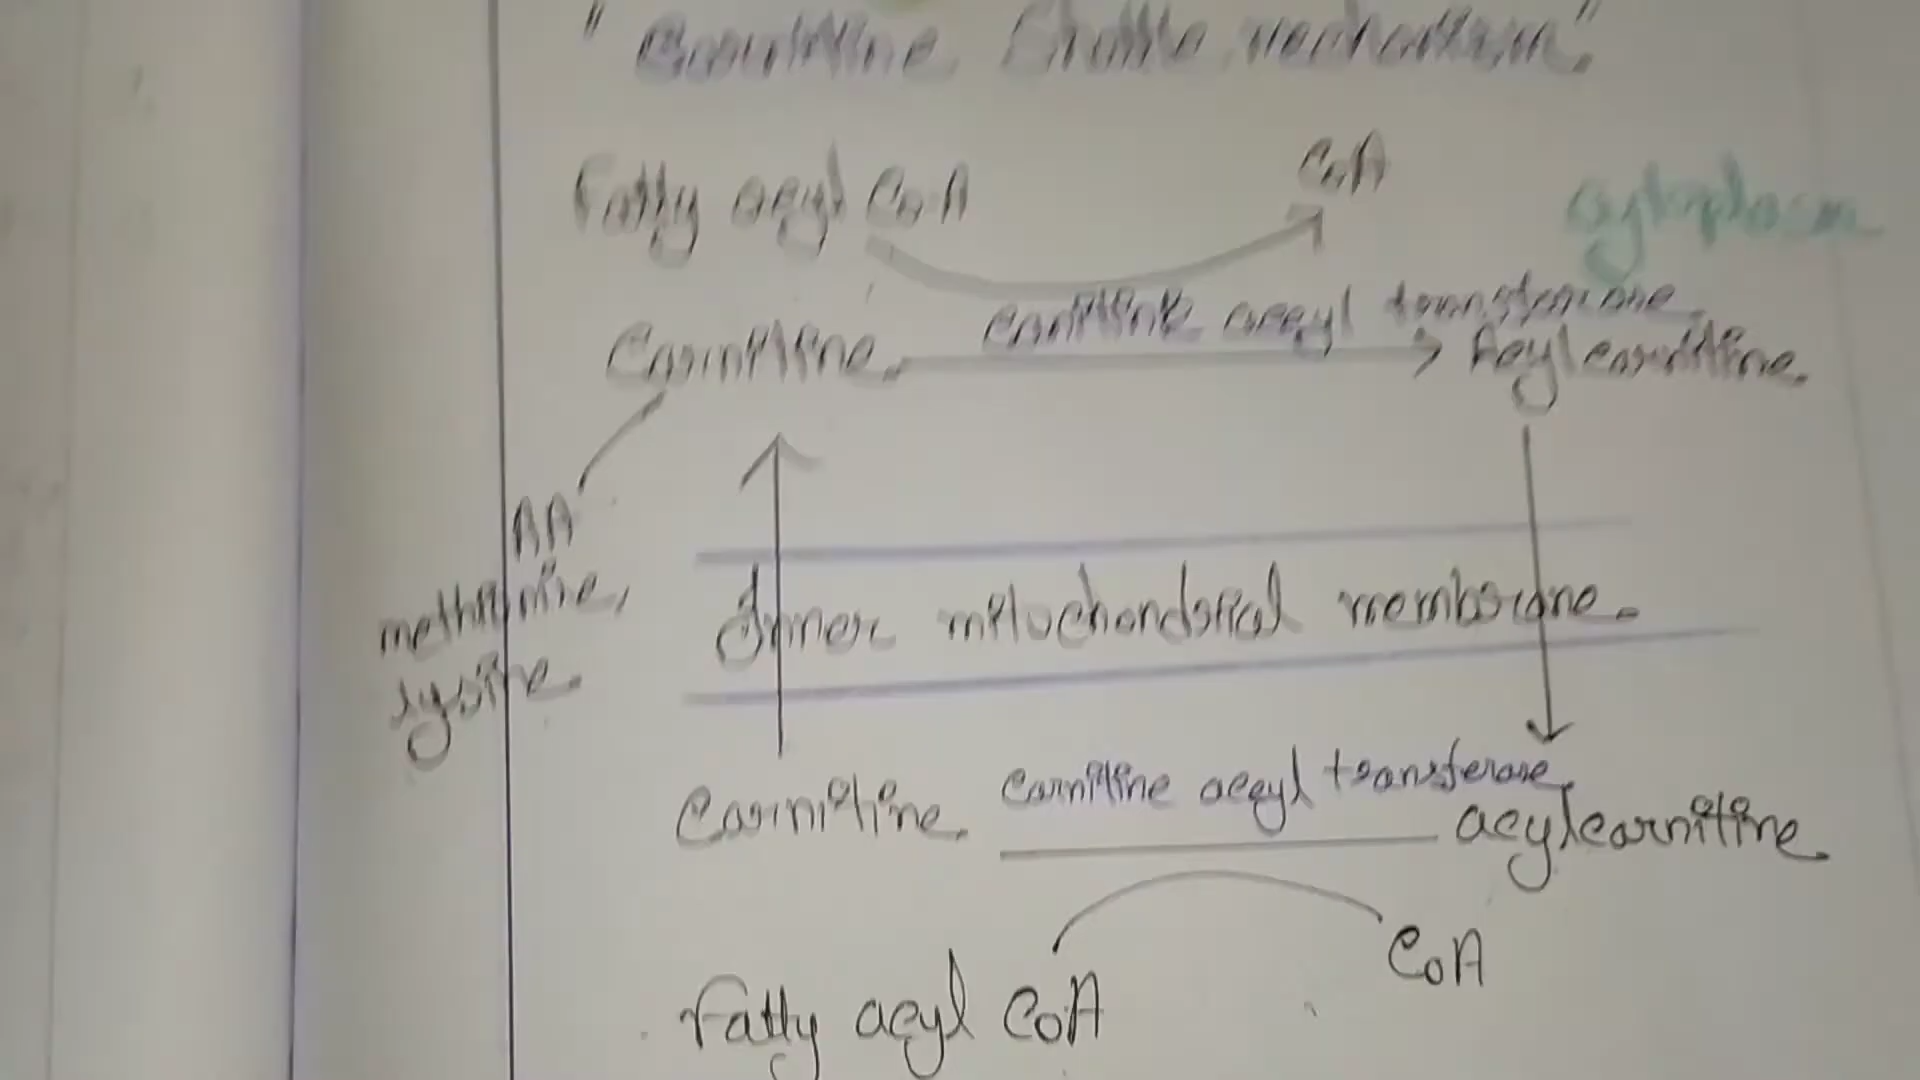 "Carnitine Shuttle mechanism"
Fatty acyl CoA
CoA
cytoplasm
carnitine acyl transferase
Carnitine
Acylcarnitine
AA
methionine,
lysine
Inner mitochondrial membrane
carnitine acyl transferase
Carnitine
acylcarnitine
CoA
Fatty acyl CoA